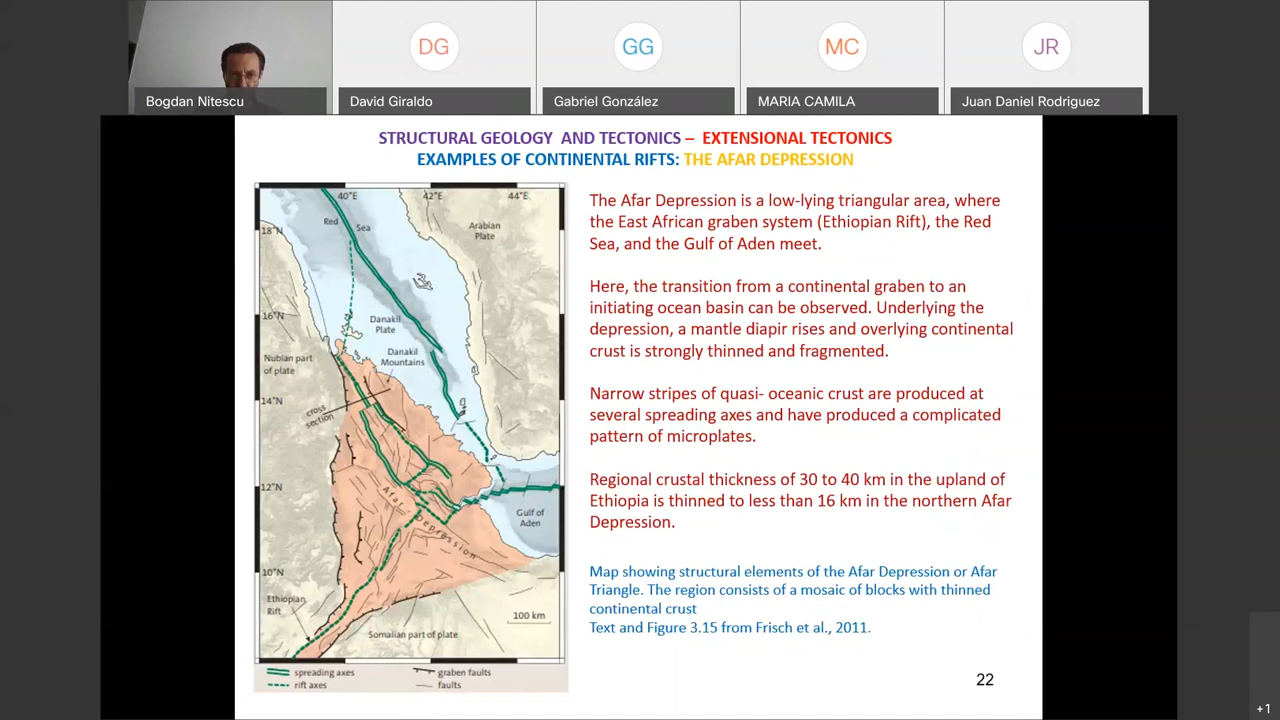 DG
GG
MC
JR
Bogdan Nitescu
David Giraldo
Gabriel González
MARIA CAMILA
Juan Daniel Rodriguez
STRUCTURAL GEOLOGY AND TECTONICS – EXTENSIONAL TECTONICS
EXAMPLES OF CONTINENTAL RIFTS: THE AFAR DEPRESSION
40°E
42°E
44°E
Red
Sea
18°N
Arabian
Plate
16°N
Danakil
Plate
Danakil
Mountains
Nubian part
of plate
14°N
cross
section
12°N
Afar Depression
Gulf of
Aden
10°N
Ethiopian
Rift
100 km
Somalian part of plate
spreading axes
graben faults
rift axes
faults
The Afar Depression is a low-lying triangular area, where
the East African graben system (Ethiopian Rift), the Red
Sea, and the Gulf of Aden meet.
Here, the transition from a continental graben to an
initiating ocean basin can be observed. Underlying the
depression, a mantle diapir rises and overlying continental
crust is strongly thinned and fragmented.
Narrow stripes of quasi- oceanic crust are produced at
several spreading axes and have produced a complicated
pattern of microplates.
Regional crustal thickness of 30 to 40 km in the upland of
Ethiopia is thinned to less than 16 km in the northern Afar
Depression.
Map showing structural elements of the Afar Depression or Afar
Triangle. The region consists of a mosaic of blocks with thinned
continental crust
Text and Figure 3.15 from Frisch et al., 2011.
22
+1